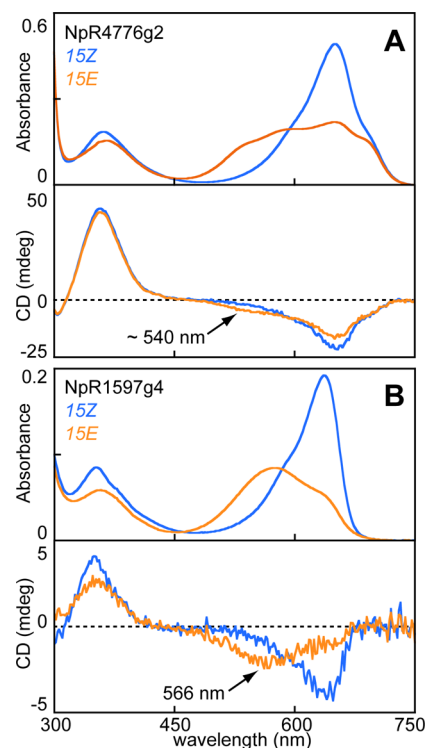 0.6
A
NpR4776g2
15Z
15E
Absorbance
0
50
CD (mdeg)
0
~ 540 nm
-25
0.2
B
NpR1597g4
15Z
15E
Absorbance
0
5
CD (mdeg)
0
566 nm
-5
300 450 600 750
wavelength (nm)